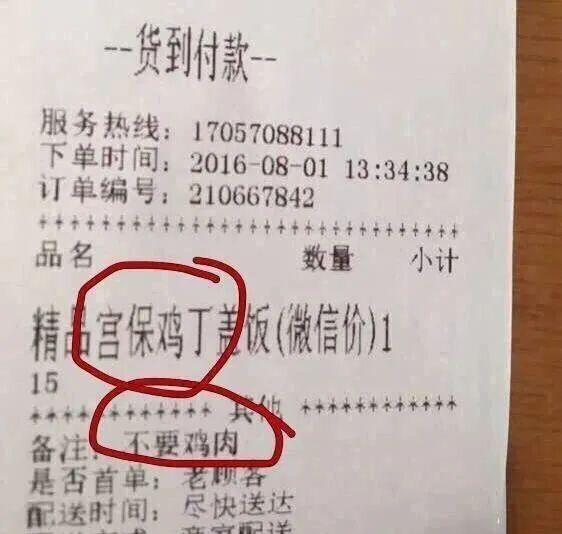 --货到付款--
服务热线：17057088111
下单时间：2016-08-01 13:34:38
订单编号：210667842
************************************
品名 数量 小计
精品宫保鸡丁盖饭(微信价)1
15
************* 其他 ************
备注：不要鸡肉
是否首单：老顾客
配送时间：尽快送达